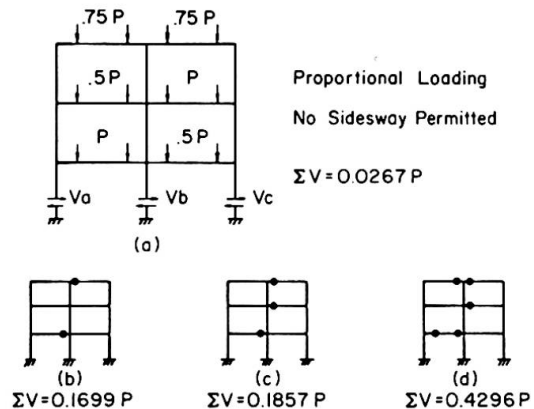 .75 P .75 P
.5 P P
P .5 P
Va Vb Vc
(a)
Proportional Loading
No Sidesway Permitted
ΣV = 0.0267 P
(b) (c) (d)
ΣV = 0.1699 P ΣV = 0.1857 P ΣV = 0.4296 P